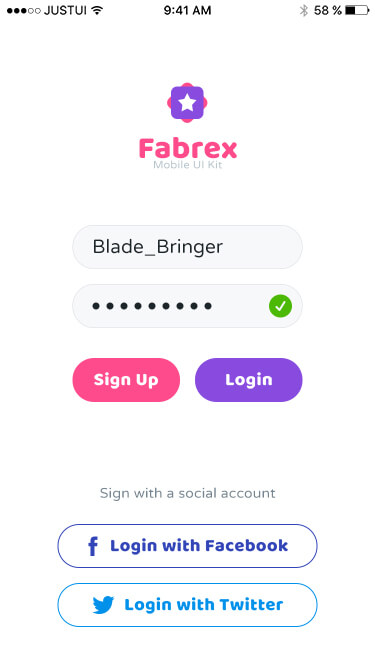 JUSTUI 9:41 AM 58 %
Fabrex
Mobile UI Kit
Blade_Bringer
Sign Up Login
Sign with a social account
Login with Facebook
Login with Twitter